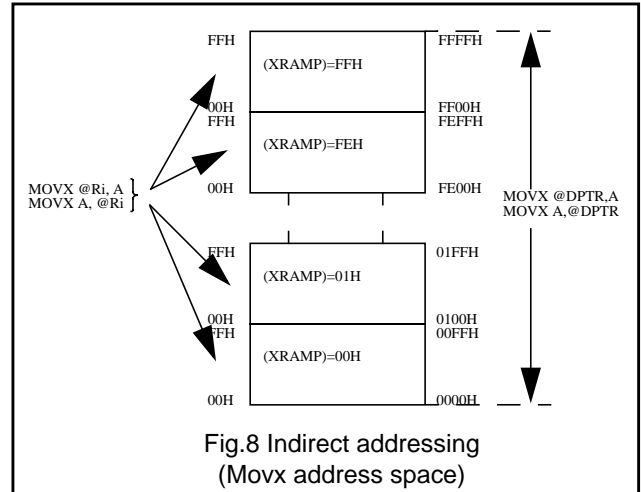 FFH FFFFH
(XRAMP)=FFH
00H FF00H
FFH FEFFH
(XRAMP)=FEH
MOVX @Ri, A
MOVX A, @Ri
00H FE00H
MOVX @DPTR,A
MOVX A,@DPTR
FFH 01FFH
(XRAMP)=01H
00H 0100H
FFH 00FFH
(XRAMP)=00H
00H 0000H
Fig.8 Indirect addressing
(Movx address space)